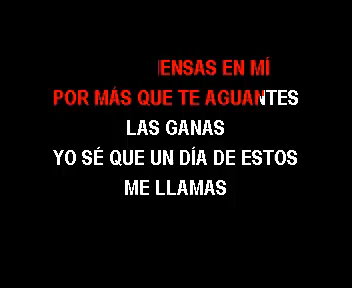 ENSAS EN MÍ
POR MÁS QUE TE AGUANTES
LAS GANAS
YO SÉ QUE UN DÍA DE ESTOS
ME LLAMAS